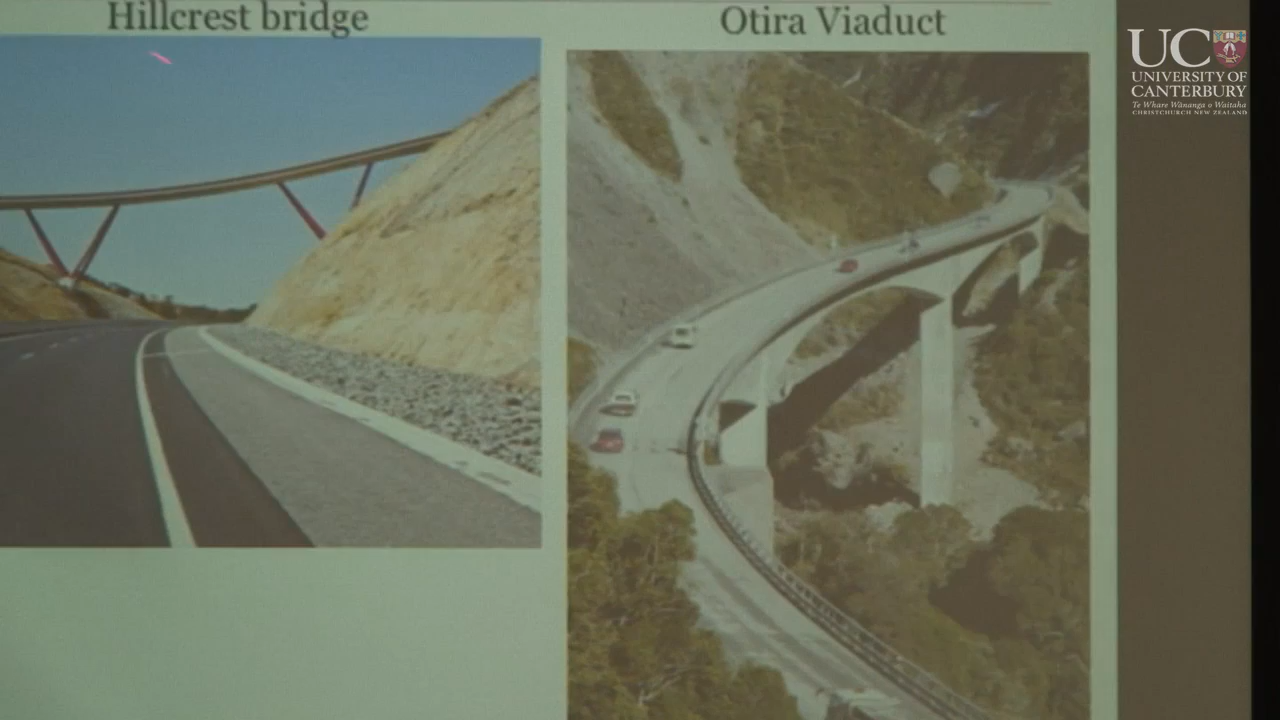 Hillcrest bridge
Otira Viaduct
UC
UNIVERSITY OF
CANTERBURY
Te Whare Wānanga o Waitaha
CHRISTCHURCH NEW ZEALAND